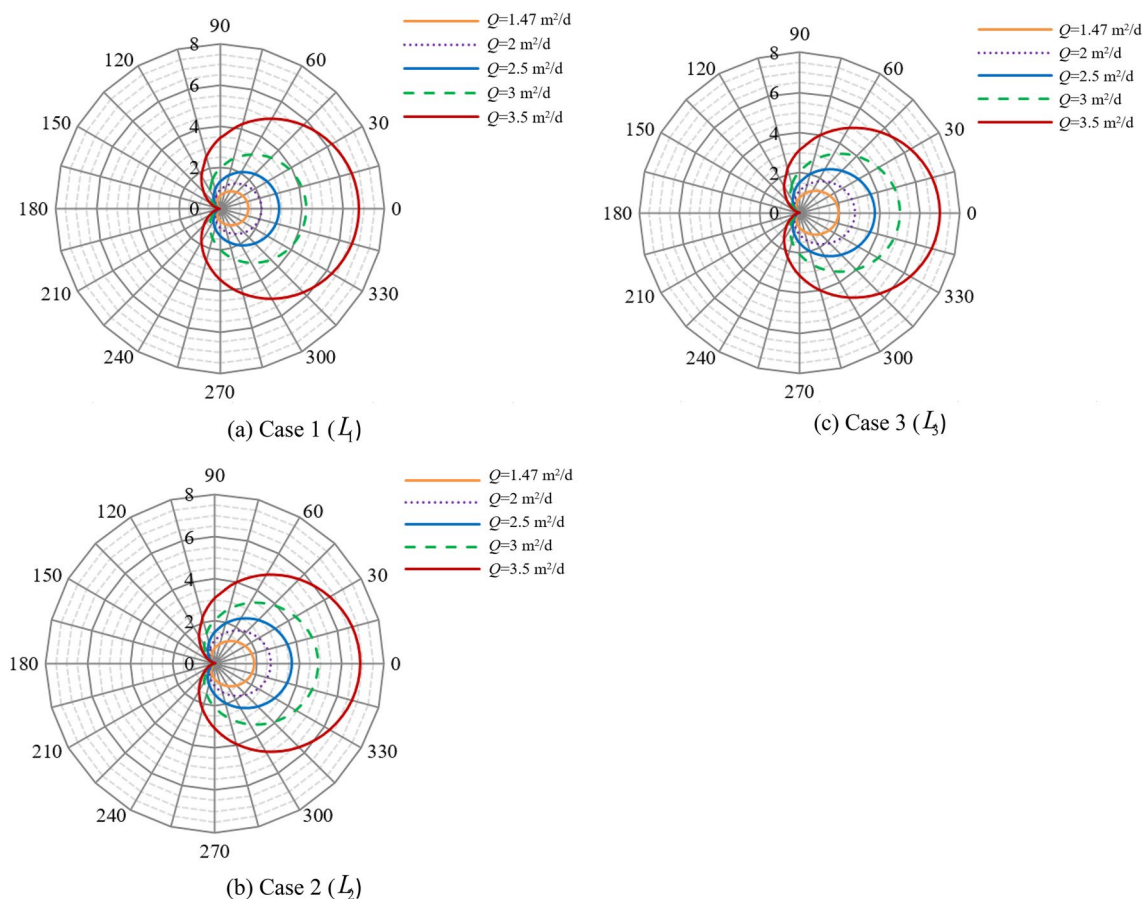 90
8
120
60
6
150
4
30
2
180
0
0
210
330
240
300
270
Q=1.47 m²/d
Q=2 m²/d
Q=2.5 m²/d
Q=3 m²/d
Q=3.5 m²/d
(a) Case 1 (L₁)
90
8
120
60
6
150
4
30
2
180
0
0
210
330
240
300
270
Q=1.47 m²/d
Q=2 m²/d
Q=2.5 m²/d
Q=3 m²/d
Q=3.5 m²/d
(c) Case 3 (L₃)
90
8
120
60
6
150
4
30
2
180
0
0
210
330
240
300
270
Q=1.47 m²/d
Q=2 m²/d
Q=2.5 m²/d
Q=3 m²/d
Q=3.5 m²/d
(b) Case 2 (L₂)